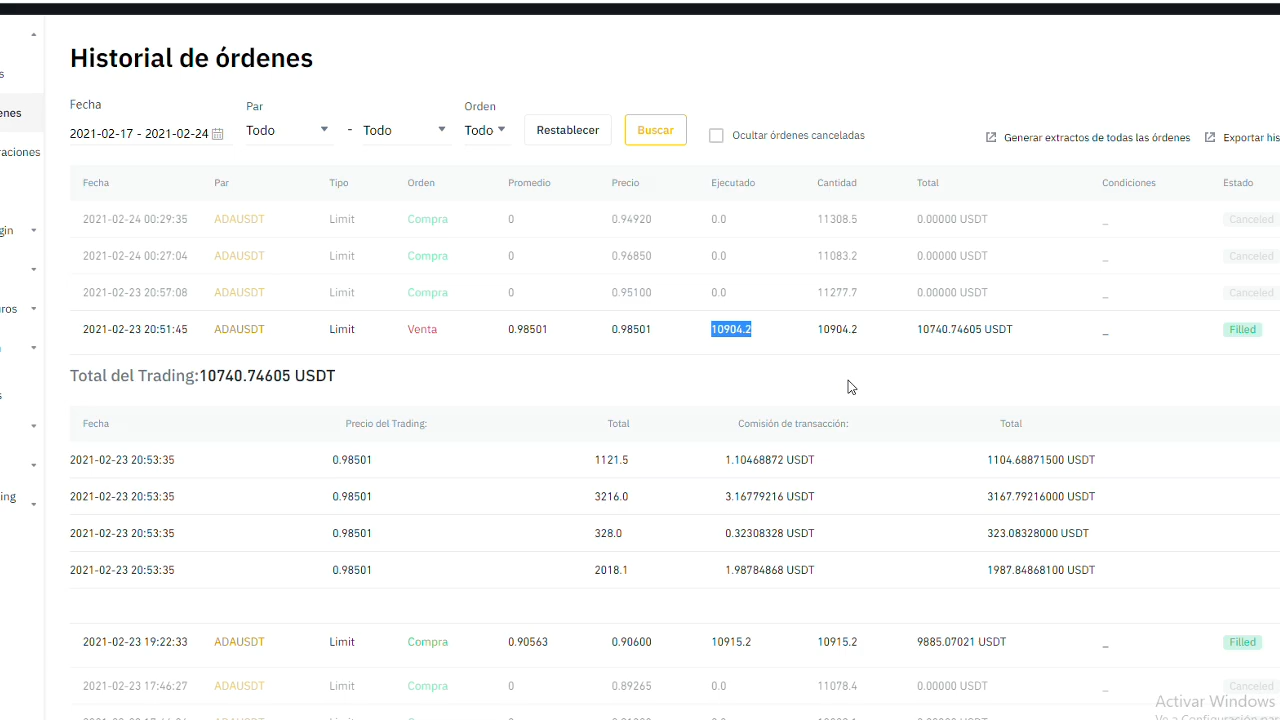 Historial de órdenes
Fecha Par Orden
2021-02-17 - 2021-02-24 Todo - Todo Todo Restablecer Buscar Ocultar órdenes canceladas Generar extractos de todas las órdenes Exportar his
enes
raciones
gin
ros
ing
Fecha Par Tipo Orden Promedio Precio Ejecutado Cantidad Total Condiciones Estado
2021-02-24 00:29:35 ADAUSDT Limit Compra 0 0.94920 0.0 11308.5 0.00000 USDT _ Canceled
2021-02-24 00:27:04 ADAUSDT Limit Compra 0 0.96850 0.0 11083.2 0.00000 USDT _ Canceled
2021-02-23 20:57:08 ADAUSDT Limit Compra 0 0.95100 0.0 11277.7 0.00000 USDT _ Canceled
2021-02-23 20:51:45 ADAUSDT Limit Venta 0.98501 0.98501 10904.2 10904.2 10740.74605 USDT _ Filled
Total del Trading:10740.74605 USDT
Fecha Precio del Trading: Total Comisión de transacción: Total
2021-02-23 20:53:35 0.98501 1121.5 1.10468872 USDT 1104.68871500 USDT
2021-02-23 20:53:35 0.98501 3216.0 3.16779216 USDT 3167.79216000 USDT
2021-02-23 20:53:35 0.98501 328.0 0.32308328 USDT 323.08328000 USDT
2021-02-23 20:53:35 0.98501 2018.1 1.98784868 USDT 1987.84868100 USDT
2021-02-23 19:22:33 ADAUSDT Limit Compra 0.90563 0.90600 10915.2 10915.2 9885.07021 USDT _ Filled
2021-02-23 17:46:27 ADAUSDT Limit Compra 0 0.89265 0.0 11078.4 0.00000 USDT _ Canceled
Activar Windows